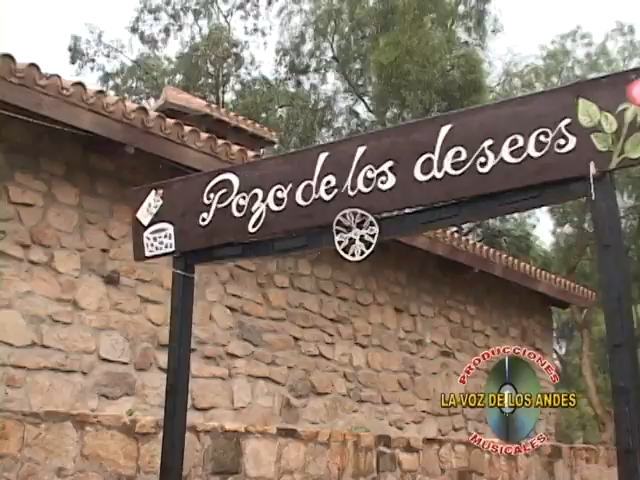 Pozo de los deseos
PRODUCCIONES
LA VOZ DE LOS ANDES
MUSICALES